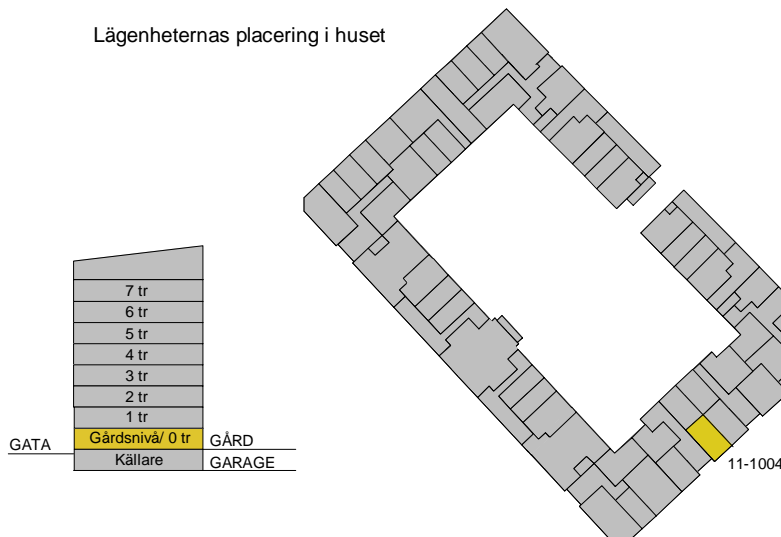 Lägenheternas placering i huset
7 tr
6 tr
5 tr
4 tr
3 tr
2 tr
1 tr
GATA Gårdsnivå/ 0 tr GÅRD
Källare GARAGE
11-1004